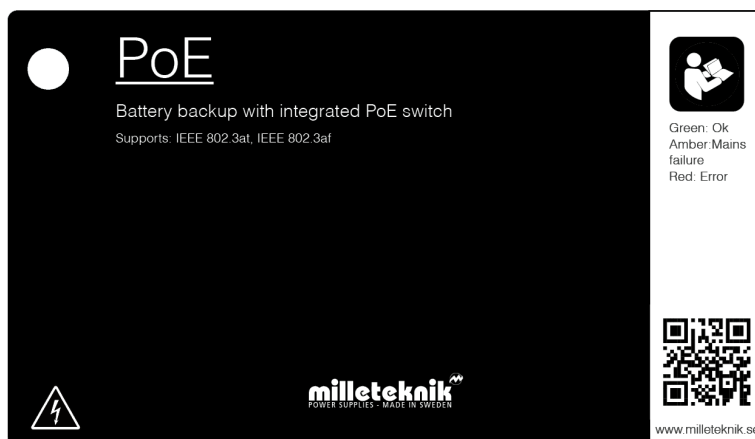 PoE
Battery backup with integrated PoE switch
Supports: IEEE 802.3at, IEEE 802.3af
milleteknik
POWER SUPPLIES - MADE IN SWEDEN
Green: Ok
Amber:Mains
failure
Red: Error
www.milleteknik.se